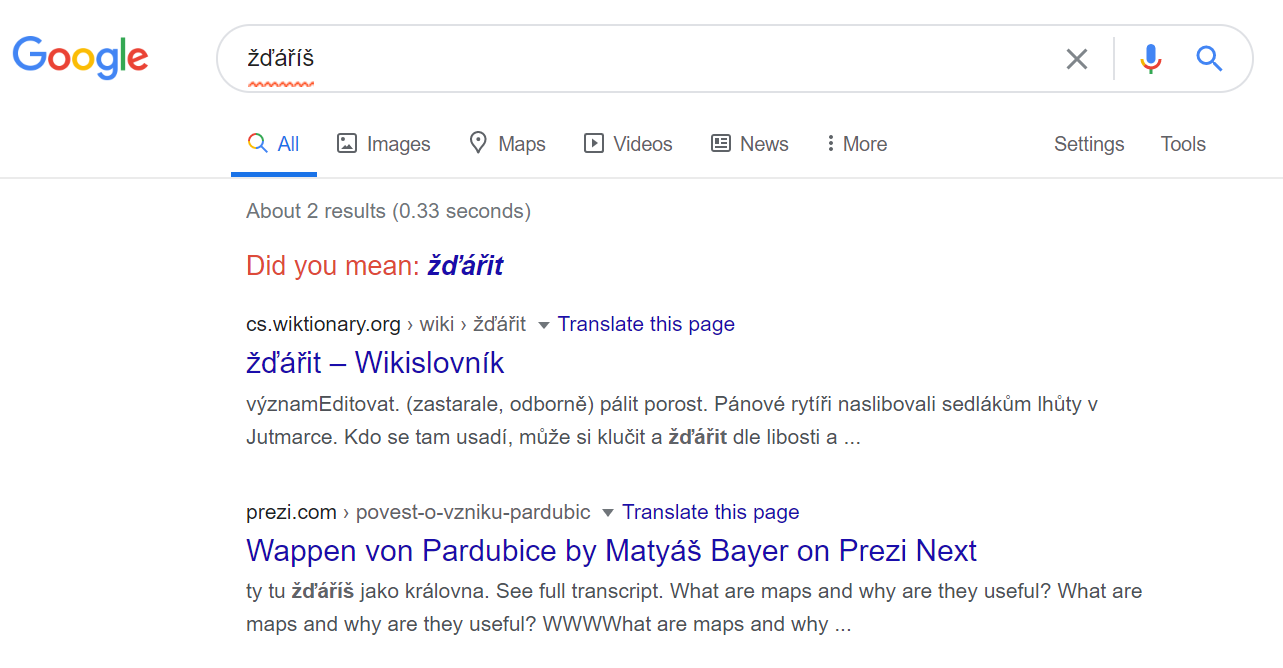 Google
žďáříš
All Images Maps Videos News More Settings Tools
About 2 results (0.33 seconds)
Did you mean: žďářit
cs.wiktionary.org › wiki › žďářit Translate this page
žďářit – Wikislovník
významEditovat. (zastarale, odborně) pálit porost. Pánové rytíři naslibovali sedlákům lhůty v
Jutmarce. Kdo se tam usadí, může si klučit a žďářit dle libosti a ...
prezi.com › povest-o-vzniku-pardubic Translate this page
Wappen von Pardubice by Matyáš Bayer on Prezi Next
ty tu žďáříš jako královna. See full transcript. What are maps and why are they useful? What are
maps and why are they useful? WWWWhat are maps and why ...